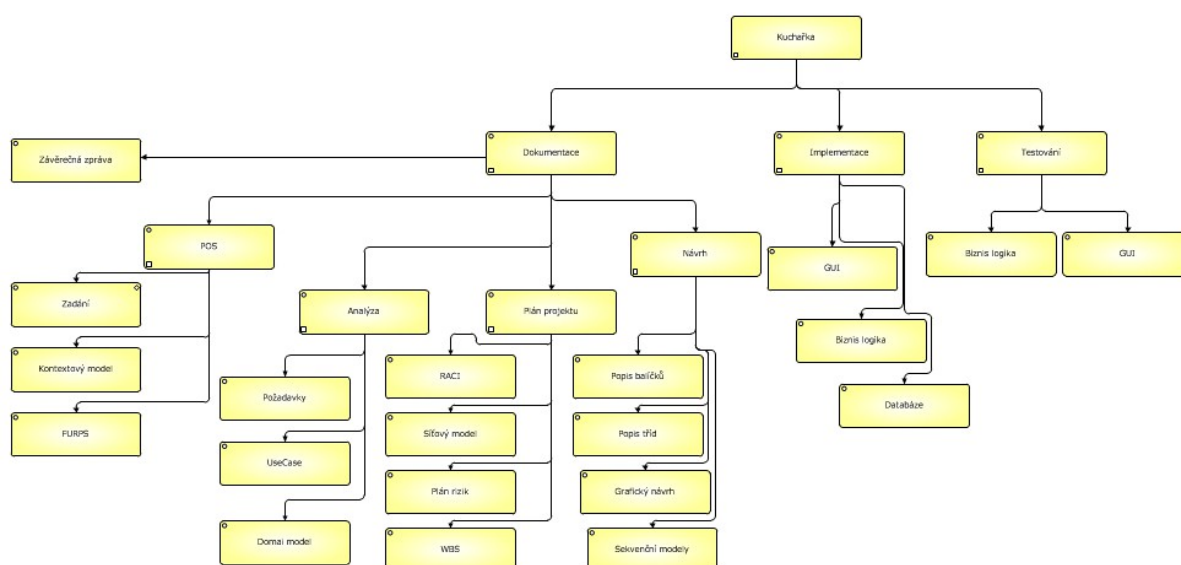 Kuchařka
Dokumentace
Implementace
Testování
Závěrečná zpráva
POS
Návrh
Biznis logika
GUI
GUI
Zadání
Analýza
Plán projektu
Biznis logika
Kontextový model
RACI
Popis balíčků
Požadavky
Databáze
FURPS
Síťový model
Popis tříd
UseCase
Plán rizik
Grafický návrh
Domai model
WBS
Sekvenční modely